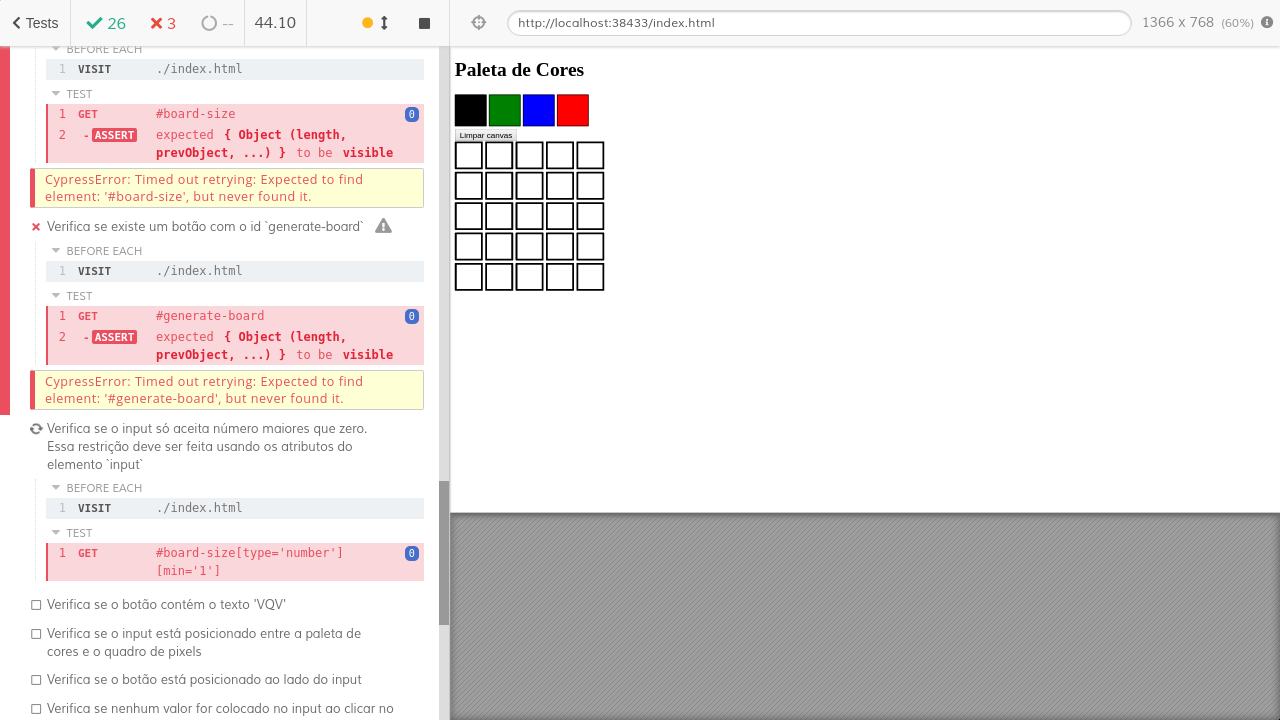 Tests
26
3
--
44.10
http://localhost:38433/index.html
1366 x 768 (60%)
BEFORE EACH
1 VISIT ./index.html
TEST
1 GET #board-size 0
2 -ASSERT expected { Object (length,
prevObject, ...) } to be visible
CypressError: Timed out retrying: Expected to find
element: '#board-size', but never found it.
Verifica se existe um botão com o id `generate-board`
BEFORE EACH
1 VISIT ./index.html
TEST
1 GET #generate-board 0
2 -ASSERT expected { Object (length,
prevObject, ...) } to be visible
CypressError: Timed out retrying: Expected to find
element: '#generate-board', but never found it.
Verifica se o input só aceita número maiores que zero.
Essa restrição deve ser feita usando os atributos do
elemento `input`
BEFORE EACH
1 VISIT ./index.html
TEST
1 GET #board-size[type='number'] 0
[min='1']
Verifica se o botão contém o texto 'VQV'
Verifica se o input está posicionado entre a paleta de
cores e o quadro de pixels
Verifica se o botão está posicionado ao lado do input
Verifica se nenhum valor for colocado no input ao clicar no
Paleta de Cores
Limpar canvas